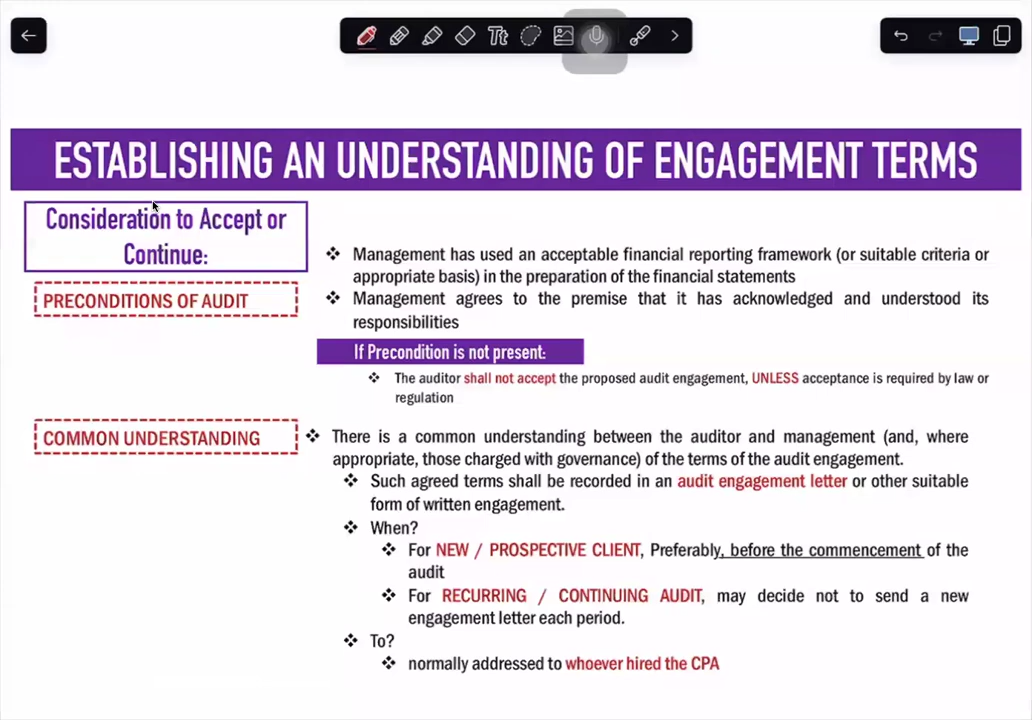 ESTABLISHING AN UNDERSTANDING OF ENGAGEMENT TERMS
Consideration to Accept or
Continue:
❖ Management has used an acceptable financial reporting framework (or suitable criteria or
appropriate basis) in the preparation of the financial statements
PRECONDITIONS OF AUDIT
❖ Management agrees to the premise that it has acknowledged and understood its
responsibilities
If Precondition is not present:
❖ The auditor shall not accept the proposed audit engagement, UNLESS acceptance is required by law or
regulation
COMMON UNDERSTANDING
❖ There is a common understanding between the auditor and management (and, where
appropriate, those charged with governance) of the terms of the audit engagement.
❖ Such agreed terms shall be recorded in an audit engagement letter or other suitable
form of written engagement.
❖ When?
❖ For NEW / PROSPECTIVE CLIENT, Preferably, before the commencement of the
audit
❖ For RECURRING / CONTINUING AUDIT, may decide not to send a new
engagement letter each period.
❖ To?
❖ normally addressed to whoever hired the CPA